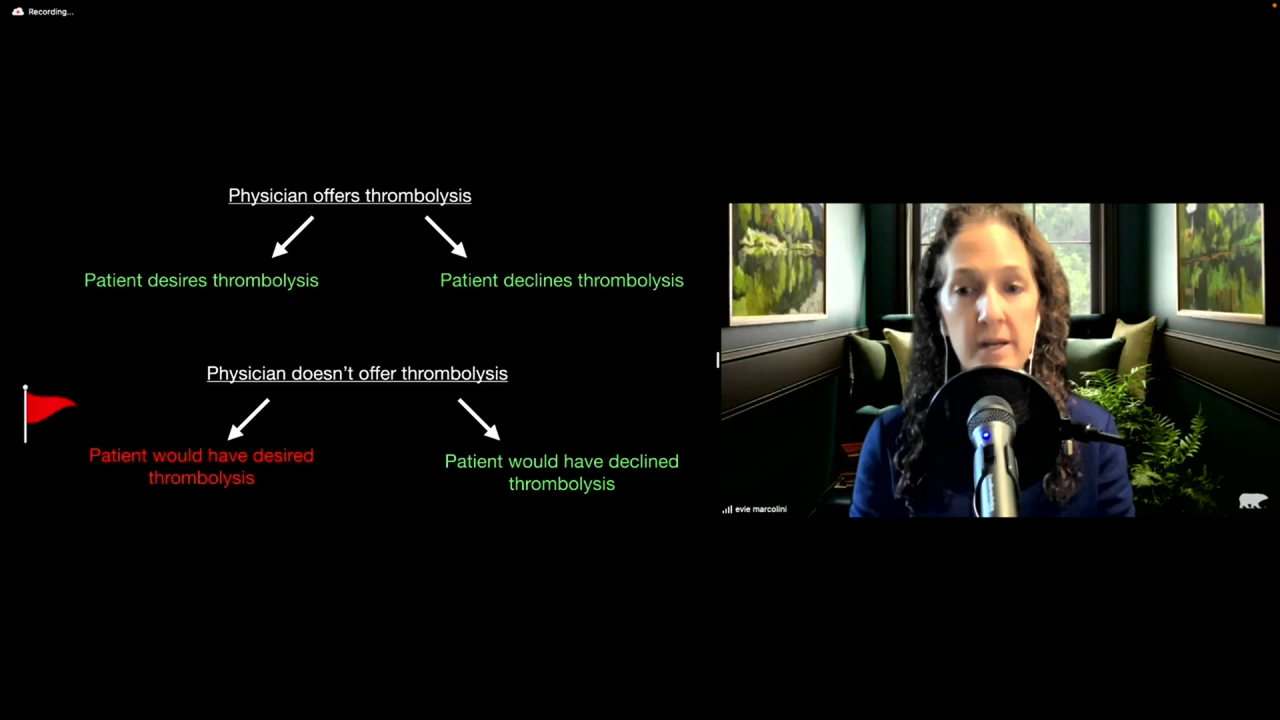 Recording...
Physician offers thrombolysis
Patient desires thrombolysis
Patient declines thrombolysis
Physician doesn't offer thrombolysis
Patient would have desired
thrombolysis
Patient would have declined
thrombolysis
evie marcolini